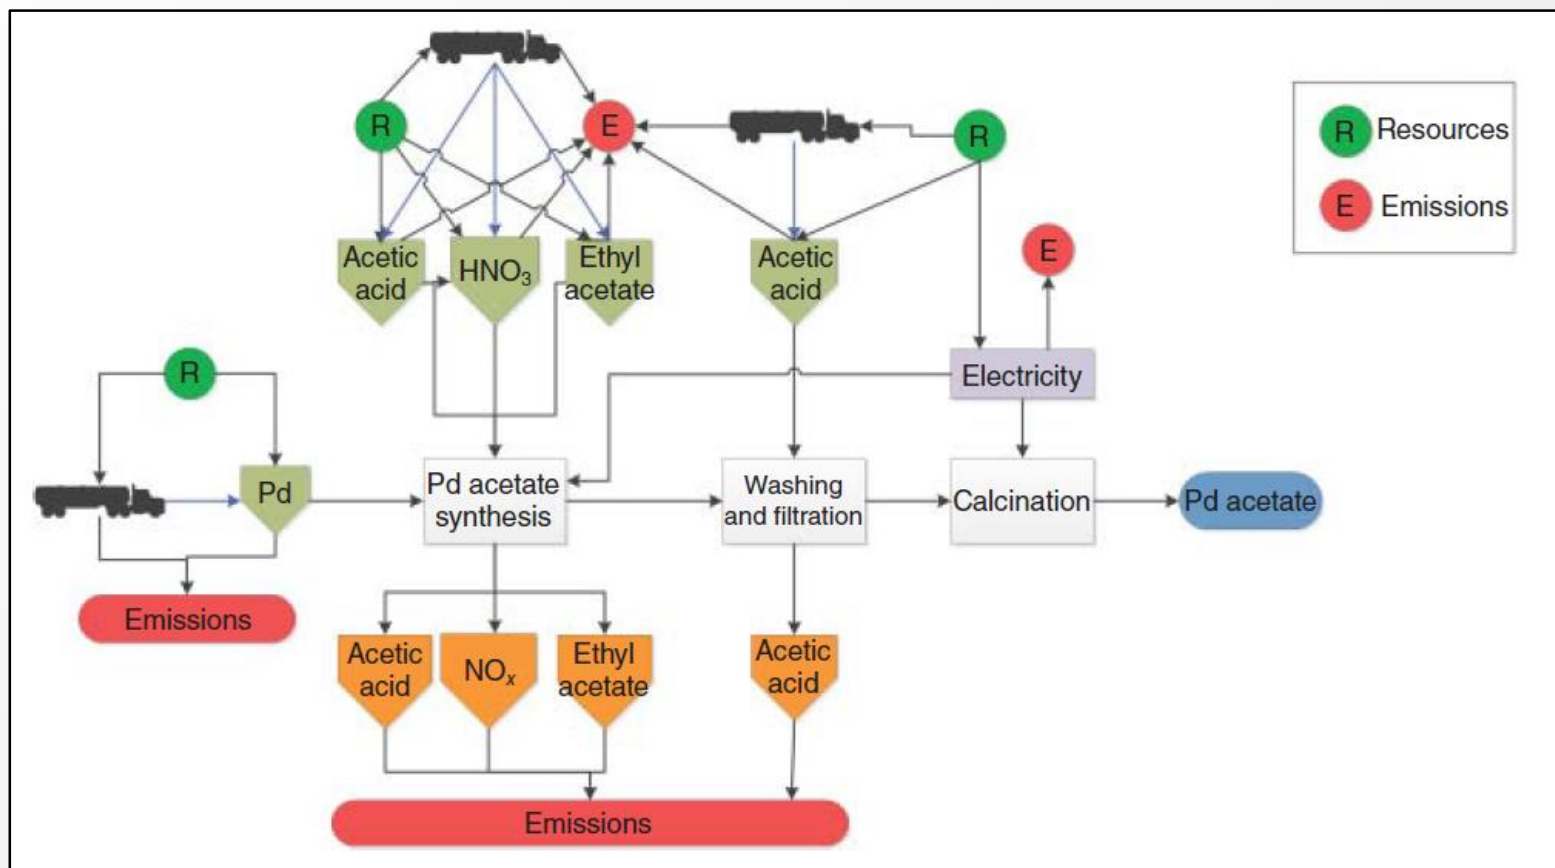 R
E
R
R Resources
E Emissions
Acetic
acid
HNO₃
Ethyl
acetate
Acetic
acid
E
R
Electricity
Pd
Pd acetate
synthesis
Washing
and filtration
Calcination
Pd acetate
Emissions
Acetic
acid
NOₓ
Ethyl
acetate
Acetic
acid
Emissions